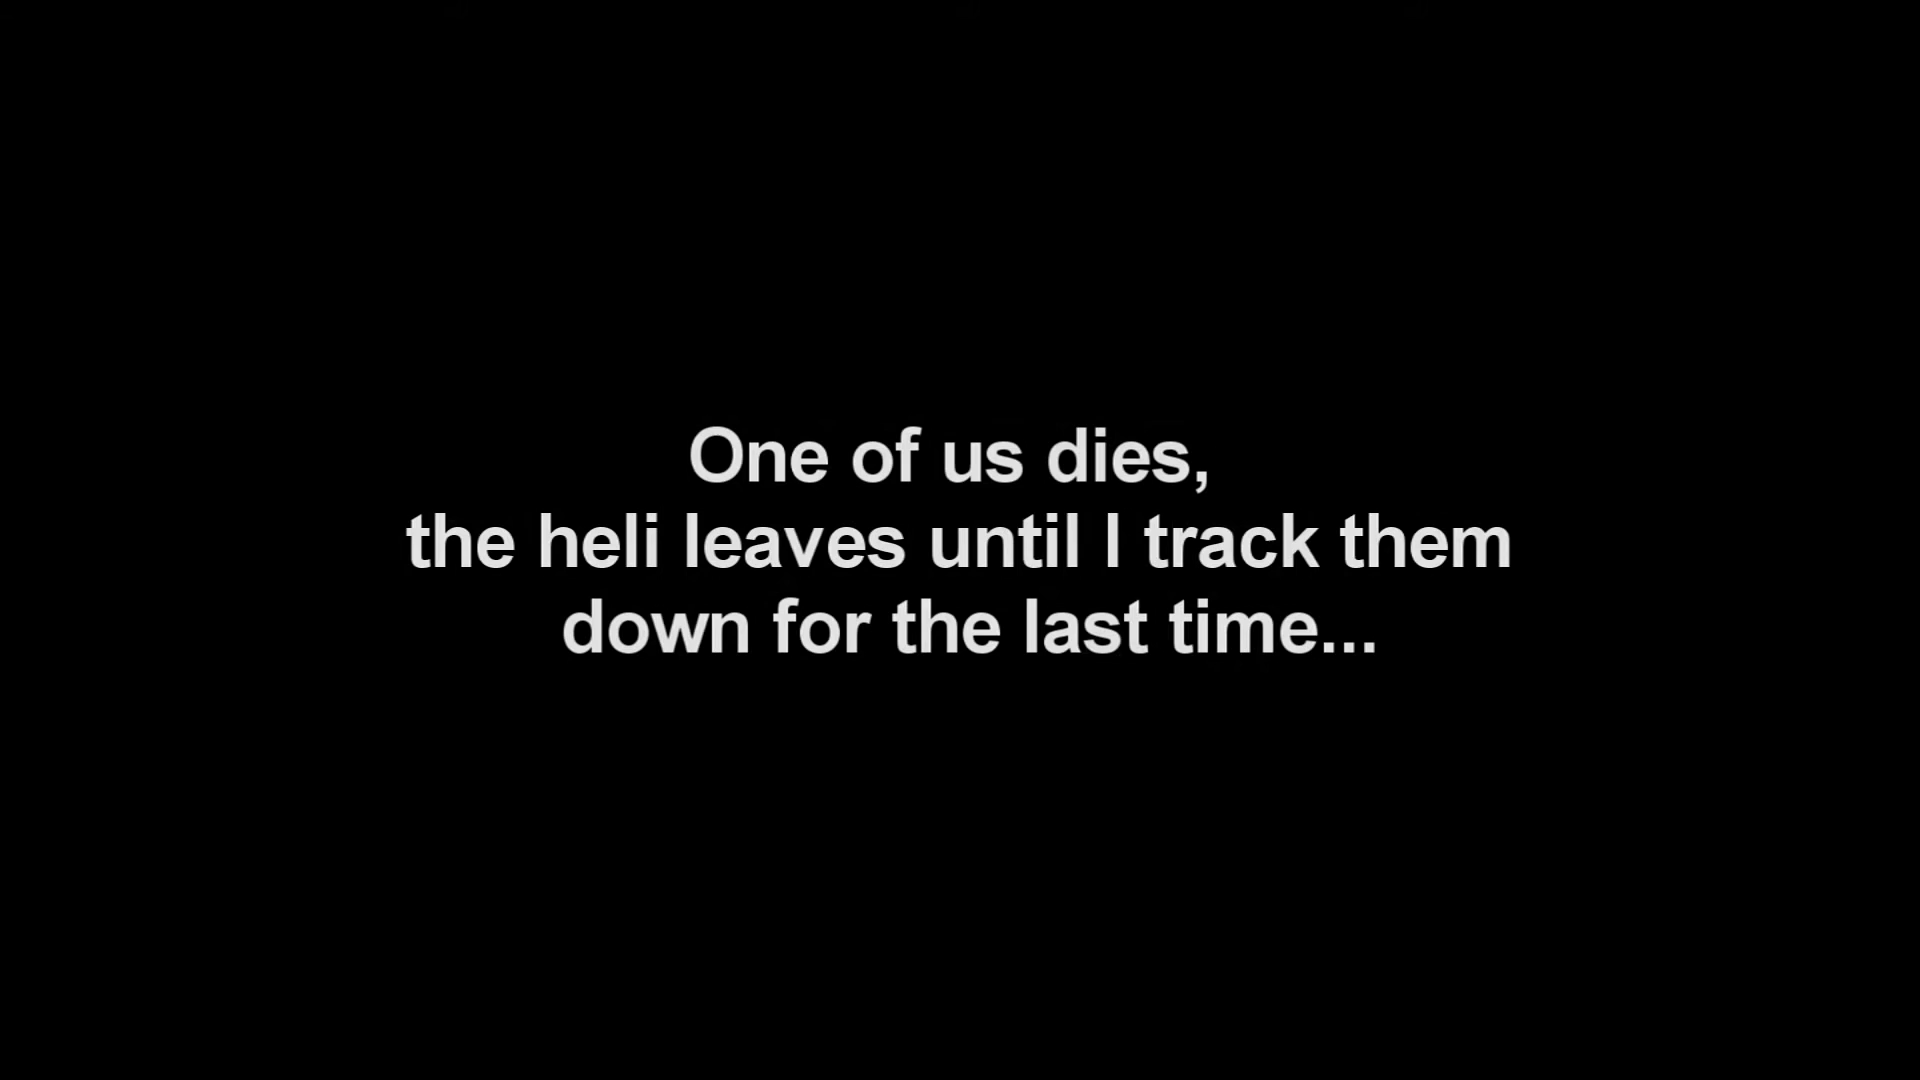 One of us dies,
the heli leaves until I track them
down for the last time...